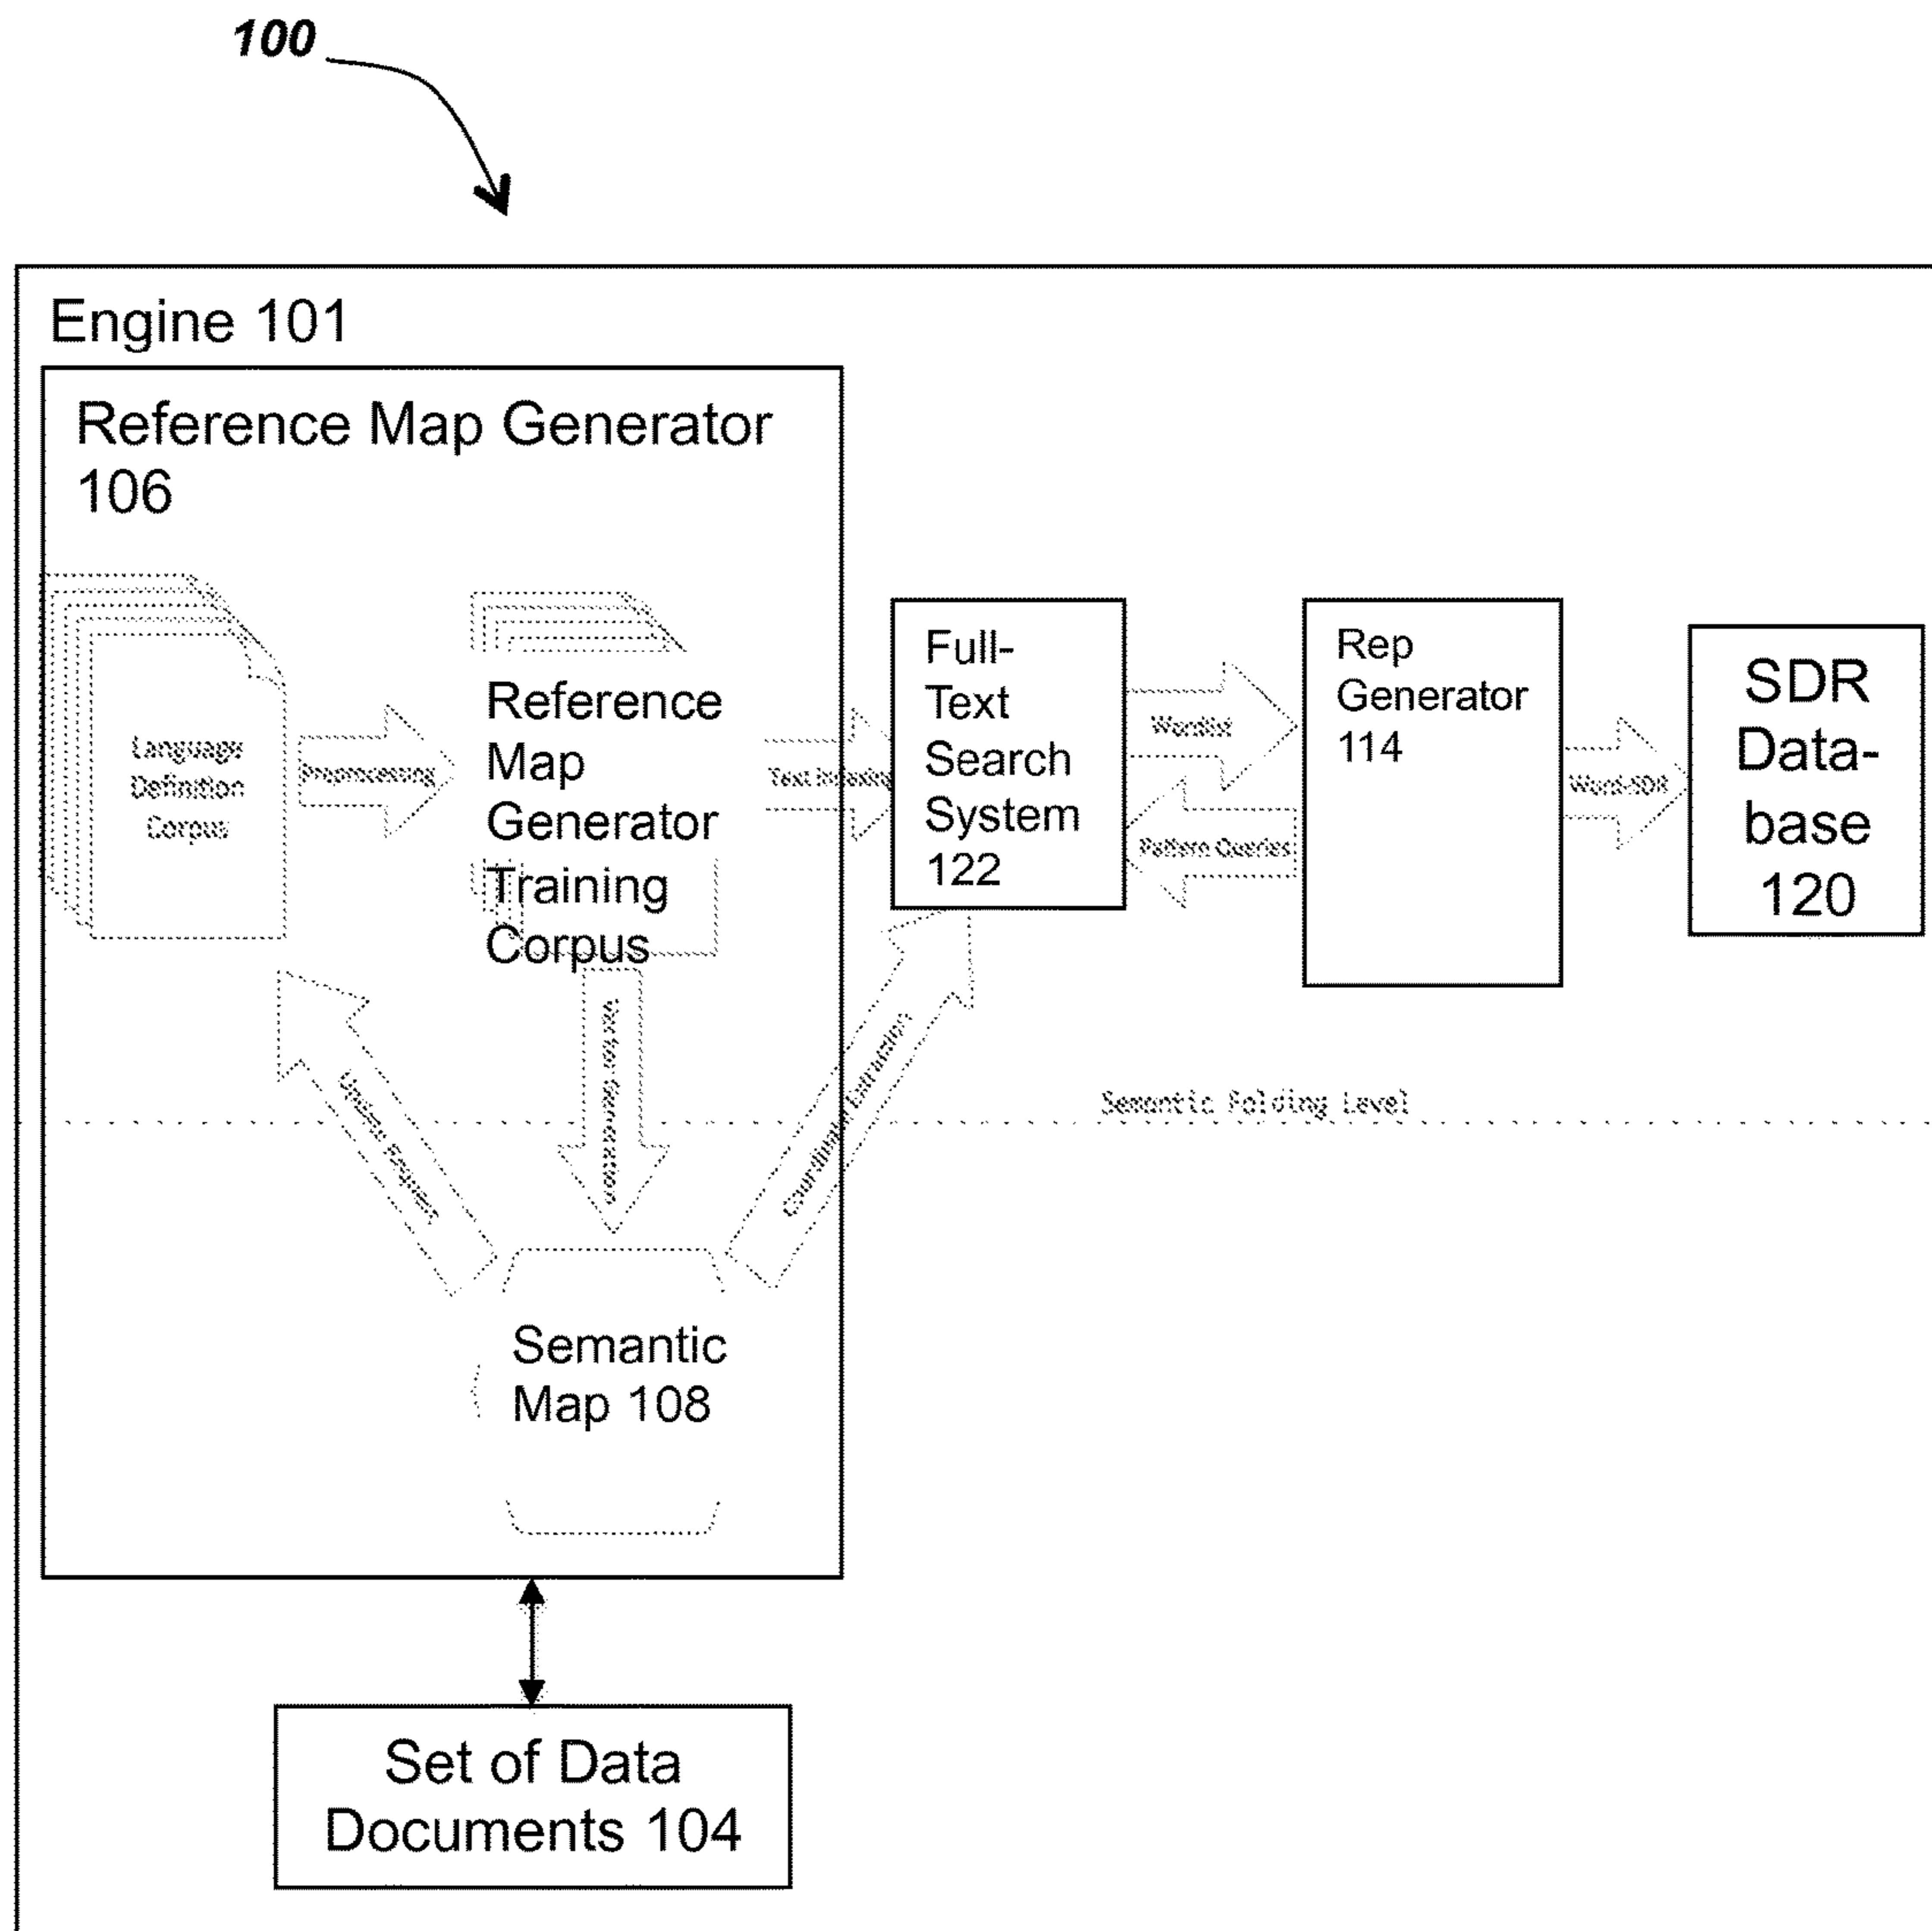 100
Engine 101
Reference Map Generator
106
Language
Definition
Corpus
Preprocessing
Reference
Map
Generator
Training
Corpus
Text Indexing
Full-
Text
Search
System
122
Wordlist
Pattern Queries
Rep
Generator
114
Word-SDR
SDR
Data-
base
120
Coordinate Extraction
Semantic Folding Level
Semantic
Map 108
Set of Data
Documents 104